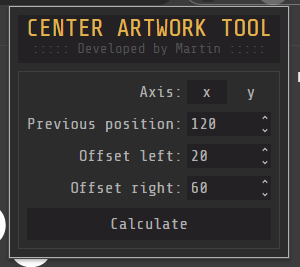 CENTER ARTWORK TOOL
::::: Developed by Martin :::::
Axis: x y
Previous position: 120
Offset left: 20
Offset right: 60
Calculate